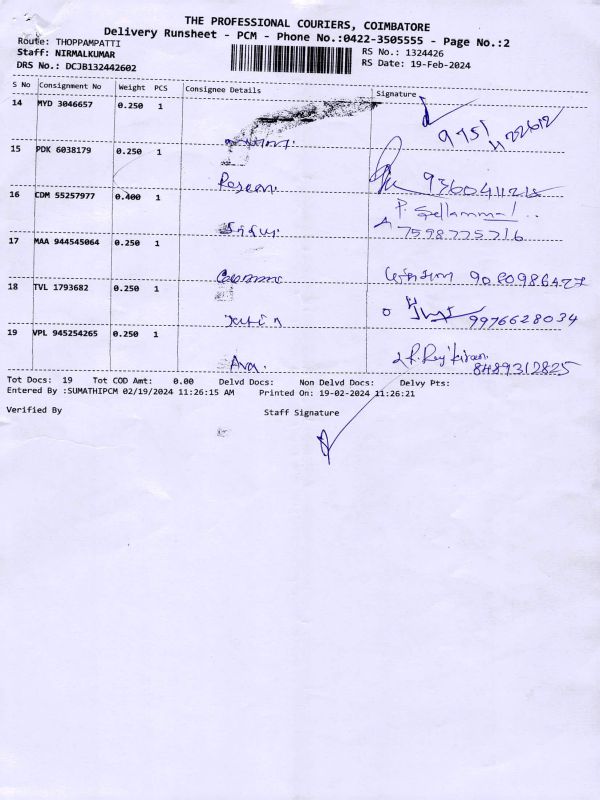 THE PROFESSIONAL COURIERS, COIMBATORE
Delivery Runsheet - PCM - Phone No.:0422-3505555 - Page No.:2
Route: THOPPAMPATTI
Staff: NIRMALKUMAR
DRS No.: DCJB132442602
RS No.: 1324426
RS Date: 19-Feb-2024
S No Consignment No Weight PCS Consignee Details Signature
14 MYD 3046657 0.250 1
9751 1122612
15 PDK 6038179 0.250 1
Roseen
16 CDM 55257977 0.400 1
P. Sellammal
7598775716
17 MAA 944545064 0.250 1
18 TVL 1793682 0.250 1
9976628034
19 VPL 945254265 0.250 1
8489312825
Tot Docs: 19 Tot COD Amt: 0.00 Delvd Docs: Non Delvd Docs: Delvy Pts:
Entered By :SUMATHIPCM 02/19/2024 11:26:15 AM Printed On: 19-02-2024 11:26:21
Verified By Staff Signature